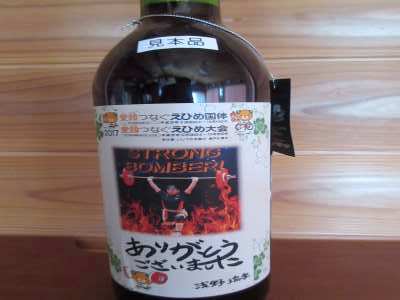 見本品
愛顔つなぐえひめ国体
愛顔つなぐえひめ大会
2017
STRONG
BOMBER!
ありがとう
ございました